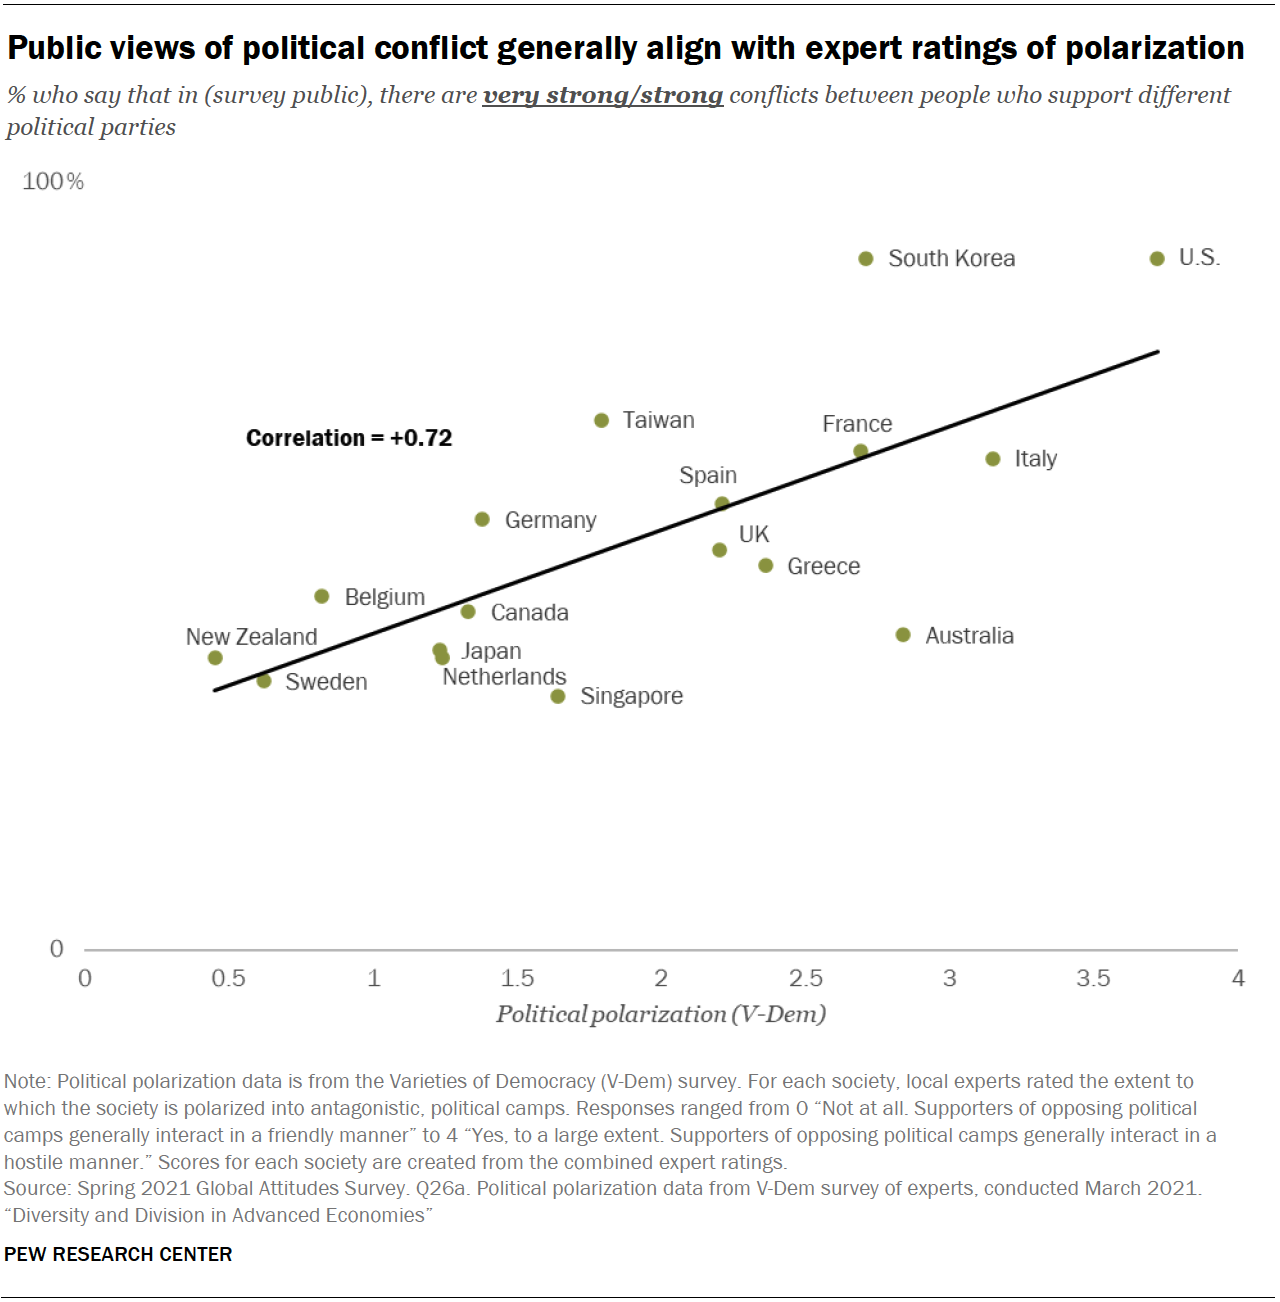 Public views of political conflict generally align with expert ratings of polarization
% who say that in (survey public), there are very strong/strong conflicts between people who support different
political parties
100%
South Korea
U.S.
Taiwan
France
Correlation = +0.72
Italy
Spain
Germany
UK
Greece
Belgium
Canada
New Zealand
Australia
Japan
Netherlands
Sweden
Singapore
0
0 0.5 1 1.5 2 2.5 3 3.5 4
Political polarization (V-Dem)
Note: Political polarization data is from the Varieties of Democracy (V-Dem) survey. For each society, local experts rated the extent to
which the society is polarized into antagonistic, political camps. Responses ranged from 0 “Not at all. Supporters of opposing political
camps generally interact in a friendly manner” to 4 “Yes, to a large extent. Supporters of opposing political camps generally interact in a
hostile manner.” Scores for each society are created from the combined expert ratings.
Source: Spring 2021 Global Attitudes Survey. Q26a. Political polarization data from V-Dem survey of experts, conducted March 2021.
“Diversity and Division in Advanced Economies”
PEW RESEARCH CENTER